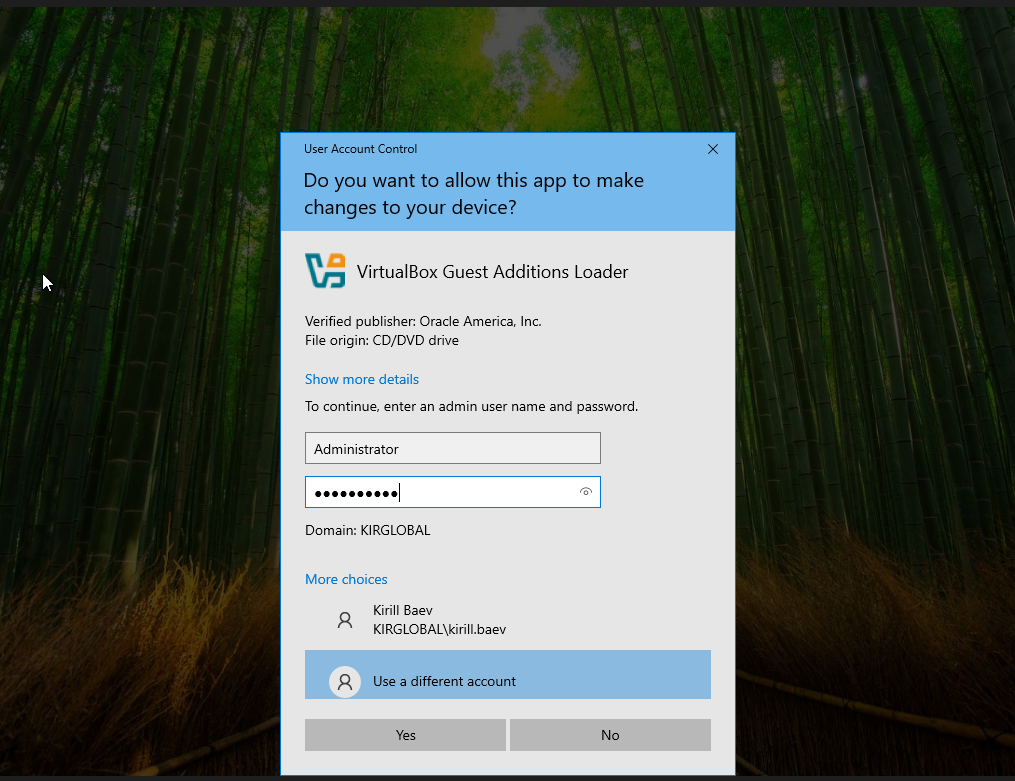 User Account Control
Do you want to allow this app to make
changes to your device?
VirtualBox Guest Additions Loader
Verified publisher: Oracle America, Inc.
File origin: CD/DVD drive
Show more details
To continue, enter an admin user name and password.
Administrator
●●●●●●●●●●
Domain: KIRGLOBAL
More choices
Kirill Baev
KIRGLOBAL\kirill.baev
Use a different account
Yes No